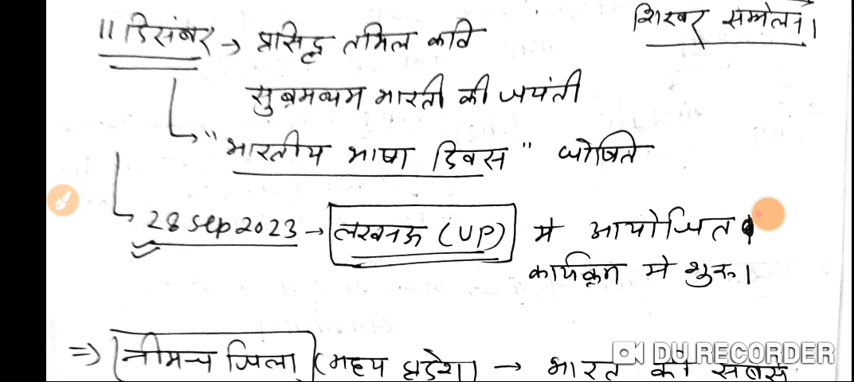 शिखर सम्मेलन।
11 डिसंबर → प्रसिद्ध तमिल कवि
सुब्रमण्यम भारती की जयंती
"भारतीय भाषा दिवस" घोषित
28 Sep 2023 → लखनऊ (UP) मे आयोजित
कार्यक्रम मे शुरू।
⇒ नीमच जिला (मध्य प्रदेश) → भारत का सबसे
DU RECORDER